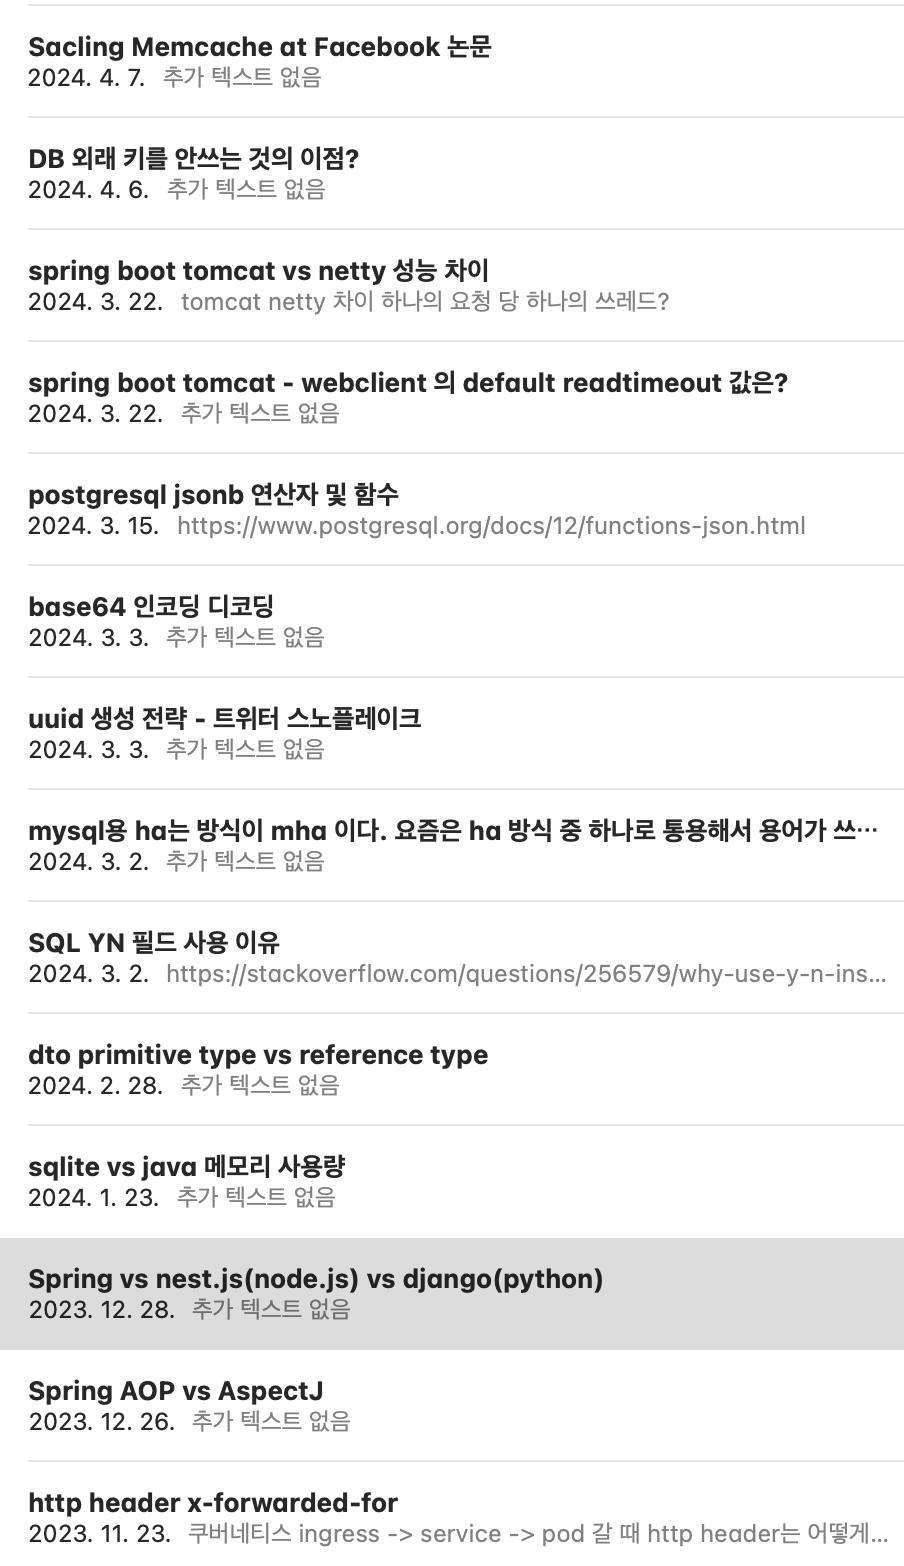 Sacling Memcache at Facebook 논문
2024. 4. 7. 추가 텍스트 없음
DB 외래 키를 안쓰는 것의 이점?
2024. 4. 6. 추가 텍스트 없음
spring boot tomcat vs netty 성능 차이
2024. 3. 22. tomcat netty 차이 하나의 요청 당 하나의 쓰레드?
spring boot tomcat - webclient 의 default readtimeout 값은?
2024. 3. 22. 추가 텍스트 없음
postgresql jsonb 연산자 및 함수
2024. 3. 15. https://www.postgresql.org/docs/12/functions-json.html
base64 인코딩 디코딩
2024. 3. 3. 추가 텍스트 없음
uuid 생성 전략 - 트위터 스노플레이크
2024. 3. 3. 추가 텍스트 없음
mysql용 ha는 방식이 mha 이다. 요즘은 ha 방식 중 하나로 통용해서 용어가 쓰…
2024. 3. 2. 추가 텍스트 없음
SQL YN 필드 사용 이유
2024. 3. 2. https://stackoverflow.com/questions/256579/why-use-y-n-ins...
dto primitive type vs reference type
2024. 2. 28. 추가 텍스트 없음
sqlite vs java 메모리 사용량
2024. 1. 23. 추가 텍스트 없음
Spring vs nest.js(node.js) vs django(python)
2023. 12. 28. 추가 텍스트 없음
Spring AOP vs AspectJ
2023. 12. 26. 추가 텍스트 없음
http header x-forwarded-for
2023. 11. 23. 쿠버네티스 ingress -> service -> pod 갈 때 http header는 어떻게...